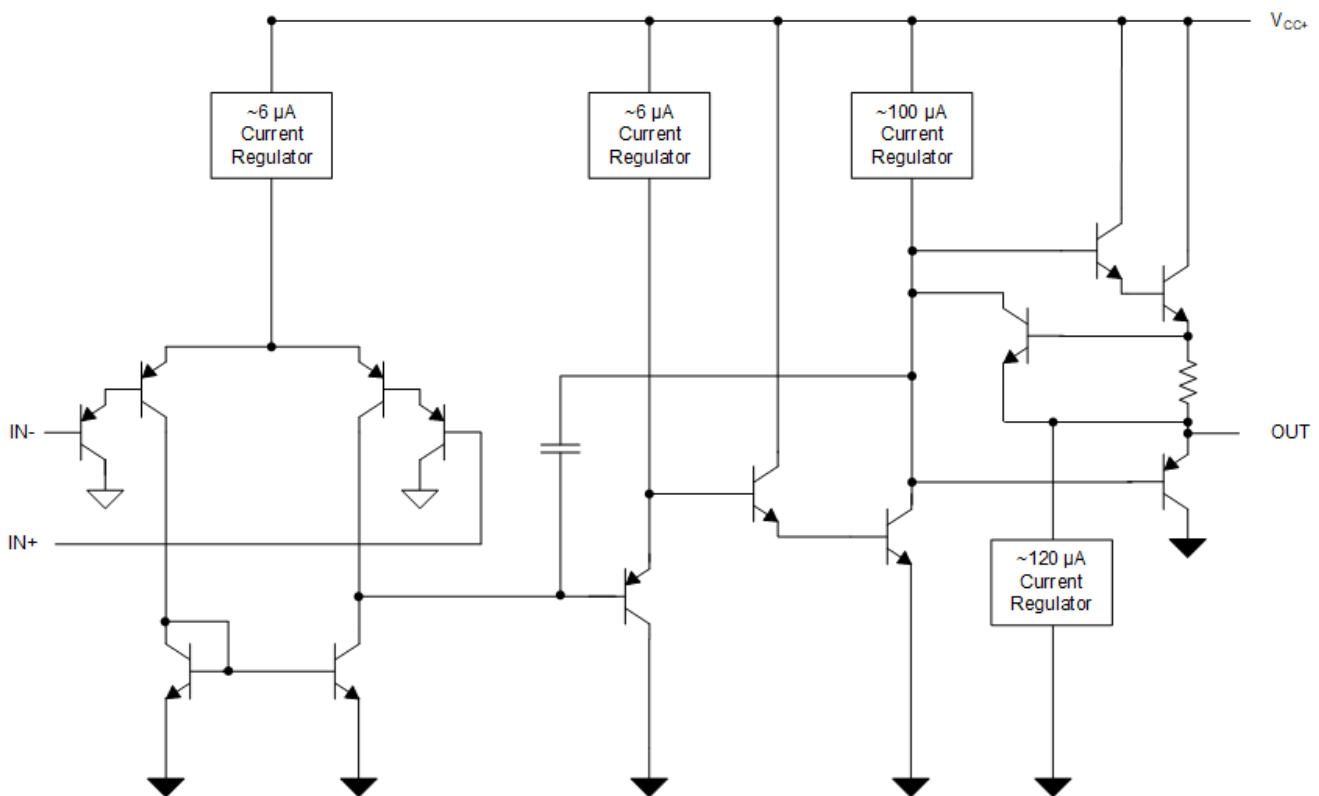 V_CC+
~6 µA
Current
Regulator
~6 µA
Current
Regulator
~100 µA
Current
Regulator
IN-
OUT
IN+
~120 µA
Current
Regulator